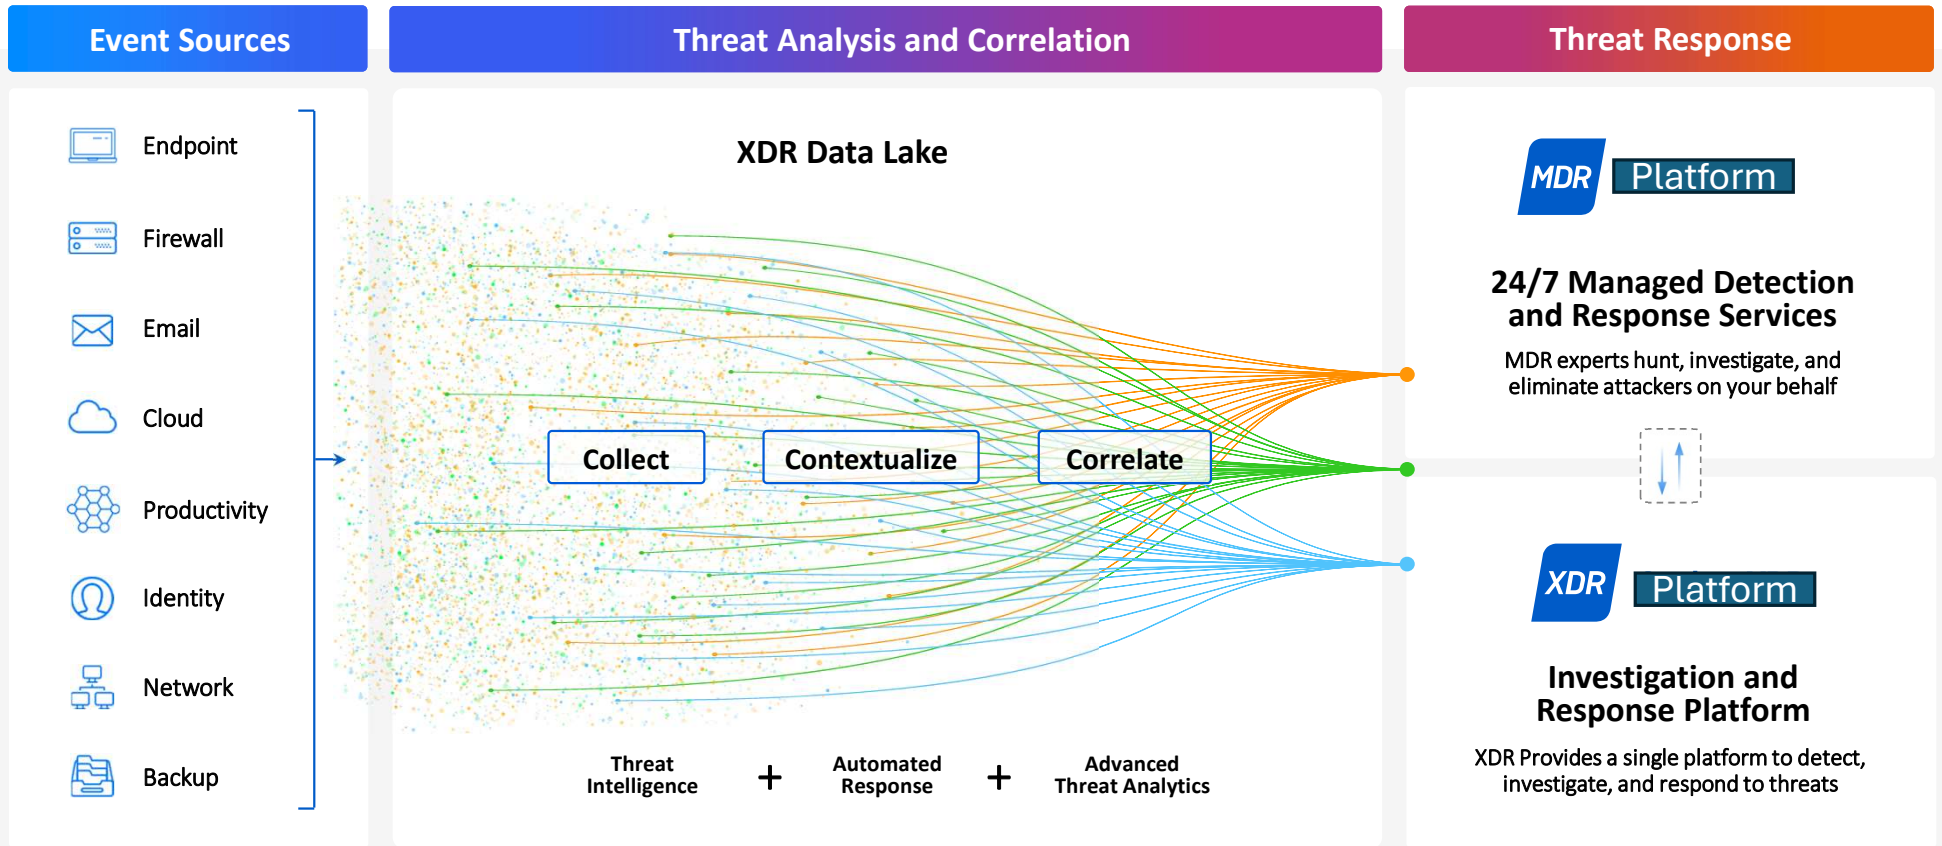 Event Sources
Threat Analysis and Correlation
Threat Response
Endpoint
Firewall
Email
Cloud
Productivity
Identity
Network
Backup
XDR Data Lake
Collect
Contextualize
Correlate
Threat
Intelligence
+
Automated
Response
+
Advanced
Threat Analytics
MDR Platform
24/7 Managed Detection
and Response Services
MDR experts hunt, investigate, and
eliminate attackers on your behalf
XDR Platform
Investigation and
Response Platform
XDR Provides a single platform to detect,
investigate, and respond to threats